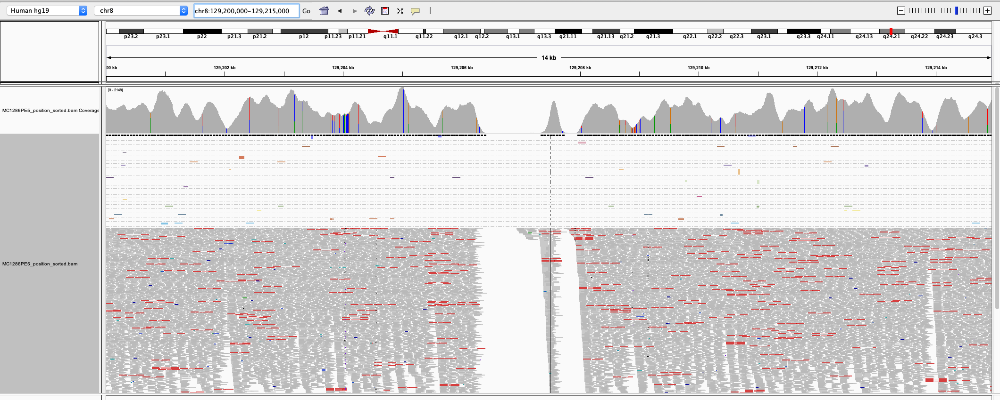 Human hg19 chr8 chr8:129,200,000-129,215,000 Go
p23.2 p23.1 p22 p21.3 p21.2 p12 p11.23 p11.21 q11.1 q11.22 q12.1 q12.2 q13.1 q13.3 q21.11 q21.13 q21.2 q21.3 q22.1 q22.2 q22.3 q23.1 q23.3 q24.11 q24.13 q24.21 q24.22 q24.23 q24.3
14 kb
00 kb 129,202 kb 129,204 kb 129,206 kb 129,208 kb 129,210 kb 129,212 kb 129,214 kb
[0 - 2148]
MC1286PE5_position_sorted.bam Coverage
MC1286PE5_position_sorted.bam